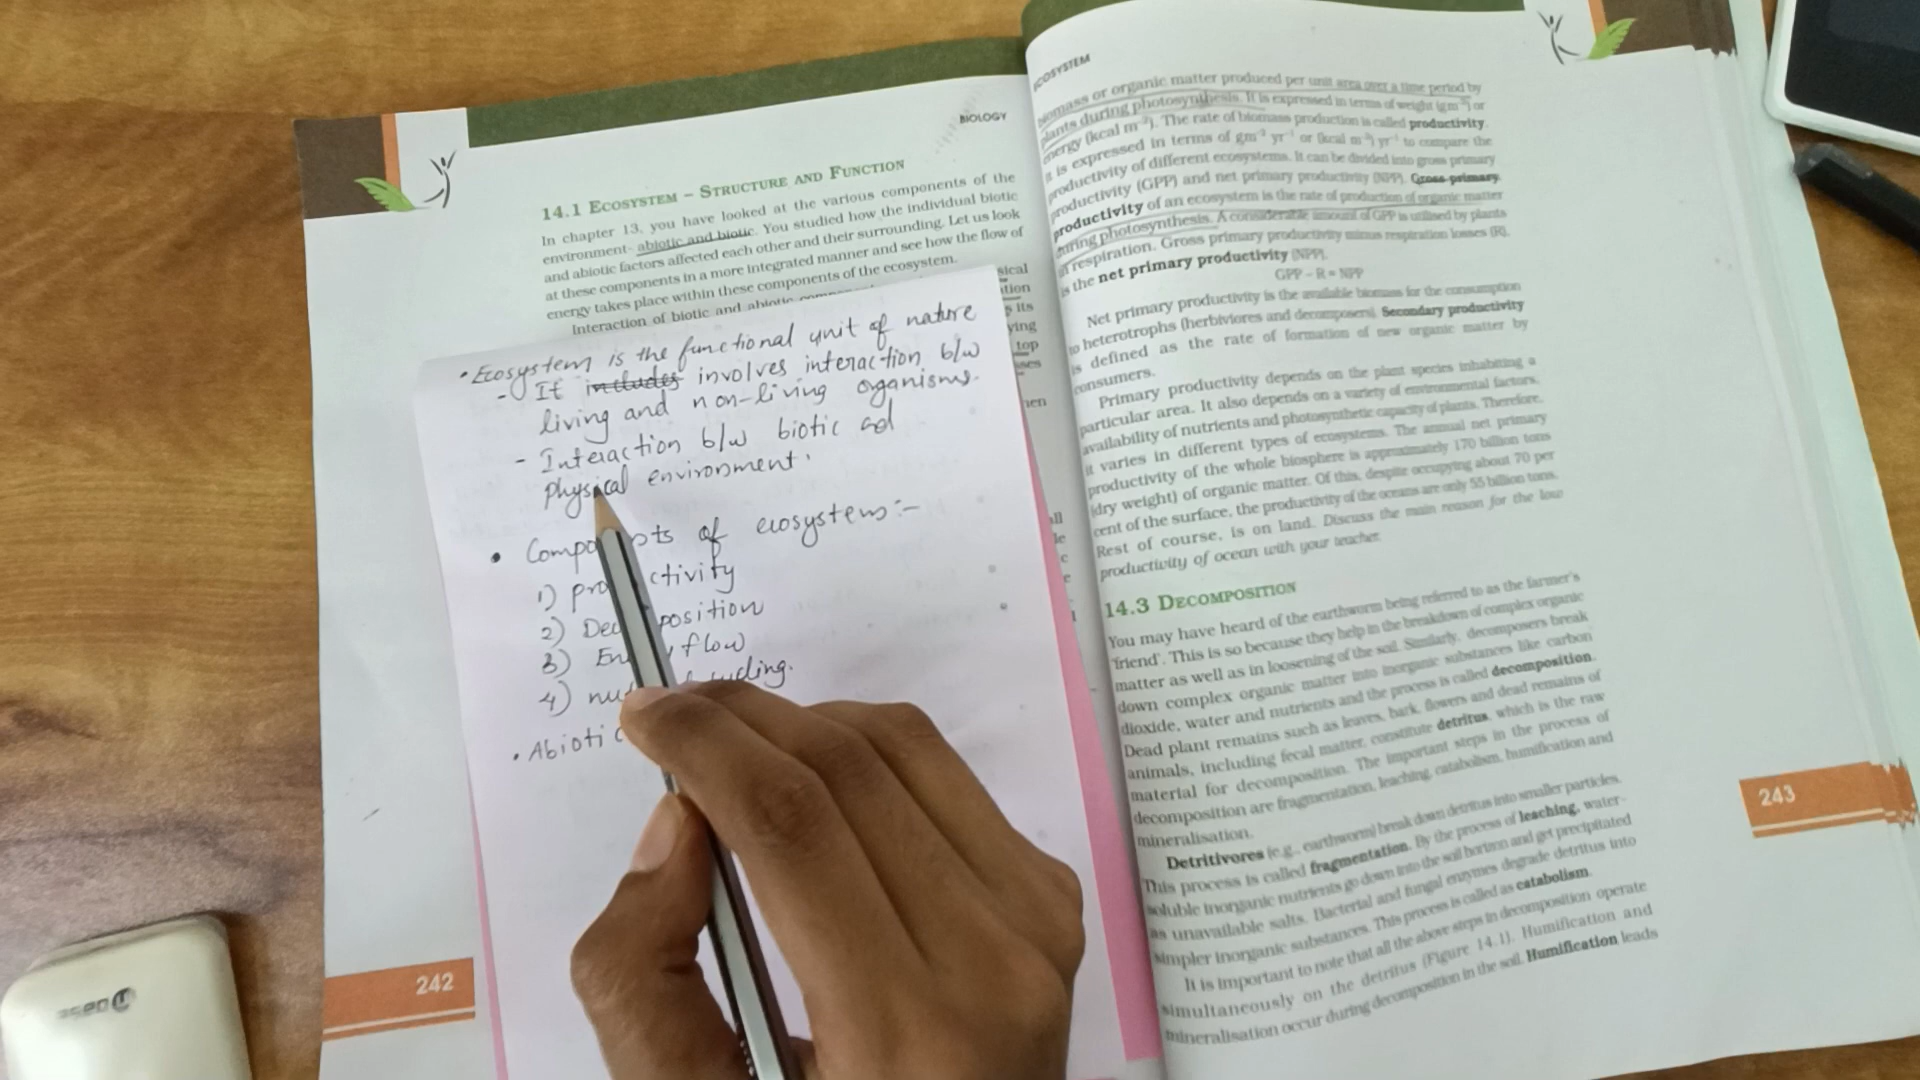 BIOLOGY
14.1 ECOSYSTEM – STRUCTURE AND FUNCTION
In chapter 13, you have looked at the various components of the
environment- abiotic and biotic. You studied how the individual biotic
and abiotic factors affected each other and their surrounding. Let us look
at these components in a more integrated manner and see how the flow of
energy takes place within these components of the ecosystem.
Interaction of biotic and abiotic
sical
tion
its
ying
top
ses
hen
all
• Ecosystem is the functional unit of nature
- It includes involves interaction b/w
living and non-living organisms.
- Interaction b/w biotic ad
physical environment.
• Compo ts of ecosystem :-
1) pro ctivity
2) Dec position
3) En flow
4) nut cling.
• Abiotic
242
ECOSYSTEM
biomass or organic matter produced per unit area over a time period by
plants during photosynthesis. It is expressed in terms of weight (gm⁻²) or
energy (kcal m⁻²). The rate of biomass production is called productivity.
It is expressed in terms of gm⁻² yr⁻¹ or (kcal m⁻²) yr⁻¹ to compare the
productivity of different ecosystems. It can be divided into gross primary
productivity (GPP) and net primary productivity (NPP). Gross primary
productivity of an ecosystem is the rate of production of organic matter
during photosynthesis. A considerable amount of GPP is utilised by plants
in respiration. Gross primary productivity minus respiration losses (R),
is the net primary productivity (NPP).
GPP – R = NPP
Net primary productivity is the available biomass for the consumption
to heterotrophs (herbiviores and decomposers). Secondary productivity
is defined as the rate of formation of new organic matter by
consumers.
Primary productivity depends on the plant species inhabiting a
particular area. It also depends on a variety of environmental factors,
availability of nutrients and photosynthetic capacity of plants. Therefore,
it varies in different types of ecosystems. The annual net primary
productivity of the whole biosphere is approximately 170 billion tons
(dry weight) of organic matter. Of this, despite occupying about 70 per
cent of the surface, the productivity of the oceans are only 55 billion tons.
Rest of course, is on land. Discuss the main reason for the low
productivity of ocean with your teacher.
14.3 DECOMPOSITION
You may have heard of the earthworm being referred to as the farmer's
'friend'. This is so because they help in the breakdown of complex organic
matter as well as in loosening of the soil. Similarly, decomposers break
down complex organic matter into inorganic substances like carbon
dioxide, water and nutrients and the process is called decomposition.
Dead plant remains such as leaves, bark, flowers and dead remains of
animals, including fecal matter, constitute detritus, which is the raw
material for decomposition. The important steps in the process of
decomposition are fragmentation, leaching, catabolism, humification and
mineralisation.
Detritivores (e.g., earthworm) break down detritus into smaller particles.
This process is called fragmentation. By the process of leaching, water-
soluble inorganic nutrients go down into the soil horizon and get precipitated
as unavailable salts. Bacterial and fungal enzymes degrade detritus into
simpler inorganic substances. This process is called as catabolism.
It is important to note that all the above steps in decomposition operate
simultaneously on the detritus (Figure 14.1). Humification and
mineralisation occur during decomposition in the soil. Humification leads
243